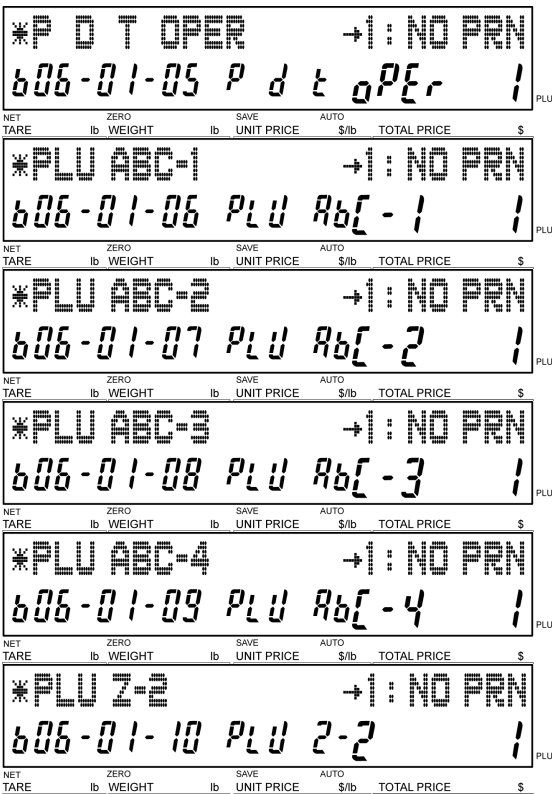 *P D T OPER →1: NO PRN
b06-01-05 P d t oPEr 1
PLU
NET ZERO SAVE AUTO
TARE lb WEIGHT lb UNIT PRICE $/lb TOTAL PRICE $
*PLU ABC-1 →1: NO PRN
b06-01-06 PLU AbC-1 1
PLU
NET ZERO SAVE AUTO
TARE lb WEIGHT lb UNIT PRICE $/lb TOTAL PRICE $
*PLU ABC-2 →1: NO PRN
b06-01-07 PLU AbC-2 1
PLU
NET ZERO SAVE AUTO
TARE lb WEIGHT lb UNIT PRICE $/lb TOTAL PRICE $
*PLU ABC-3 →1: NO PRN
b06-01-08 PLU AbC-3 1
PLU
NET ZERO SAVE AUTO
TARE lb WEIGHT lb UNIT PRICE $/lb TOTAL PRICE $
*PLU ABC-4 →1: NO PRN
b06-01-09 PLU AbC-4 1
PLU
NET ZERO SAVE AUTO
TARE lb WEIGHT lb UNIT PRICE $/lb TOTAL PRICE $
*PLU Z-2 →1: NO PRN
b06-01-10 PLU 2-2 1
PLU
NET ZERO SAVE AUTO
TARE lb WEIGHT lb UNIT PRICE $/lb TOTAL PRICE $